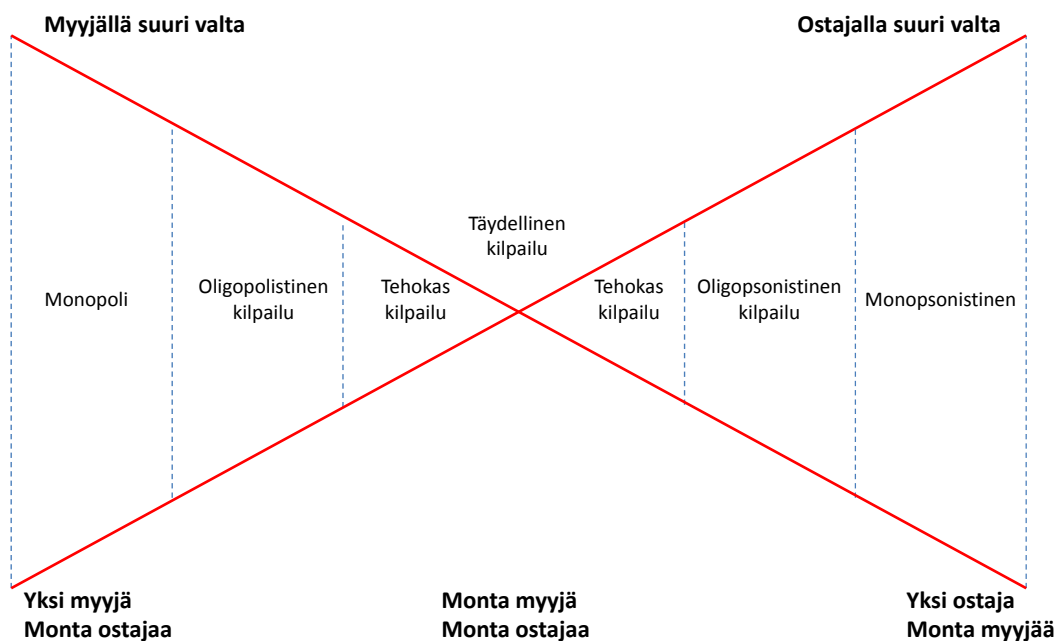 Myyjällä suuri valta
Ostajalla suuri valta
Täydellinen
kilpailu
Monopoli
Oligopolistinen
kilpailu
Tehokas
kilpailu
Tehokas
kilpailu
Oligopsonistinen
kilpailu
Monopsonistinen
Yksi myyjä
Monta ostajaa
Monta myyjä
Monta ostajaa
Yksi ostaja
Monta myyjää